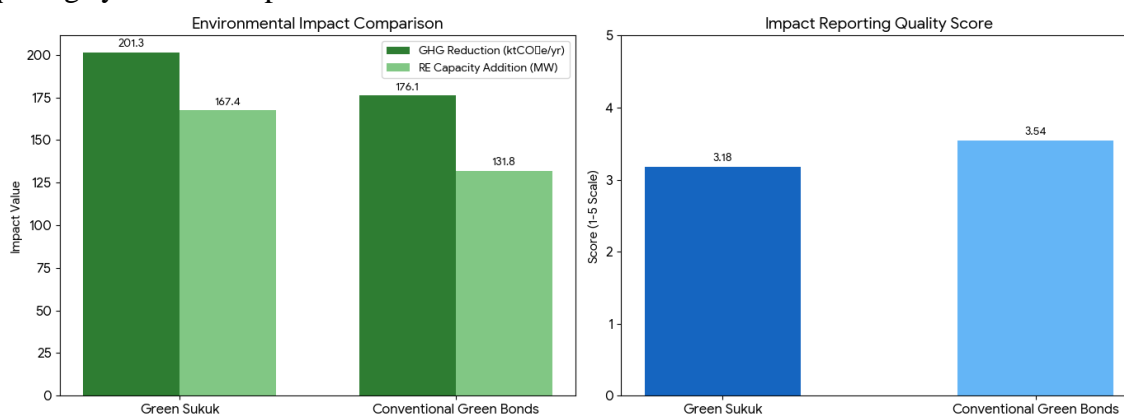 Environmental Impact Comparison
201.3
167.4
176.1
131.8
GHG Reduction (ktCO▯e/yr)
RE Capacity Addition (MW)
Impact Value
200
175
150
125
100
75
50
25
0
Green Sukuk
Conventional Green Bonds
Impact Reporting Quality Score
3.18
3.54
Score (1-5 Scale)
5
4
3
2
1
0
Green Sukuk
Conventional Green Bonds